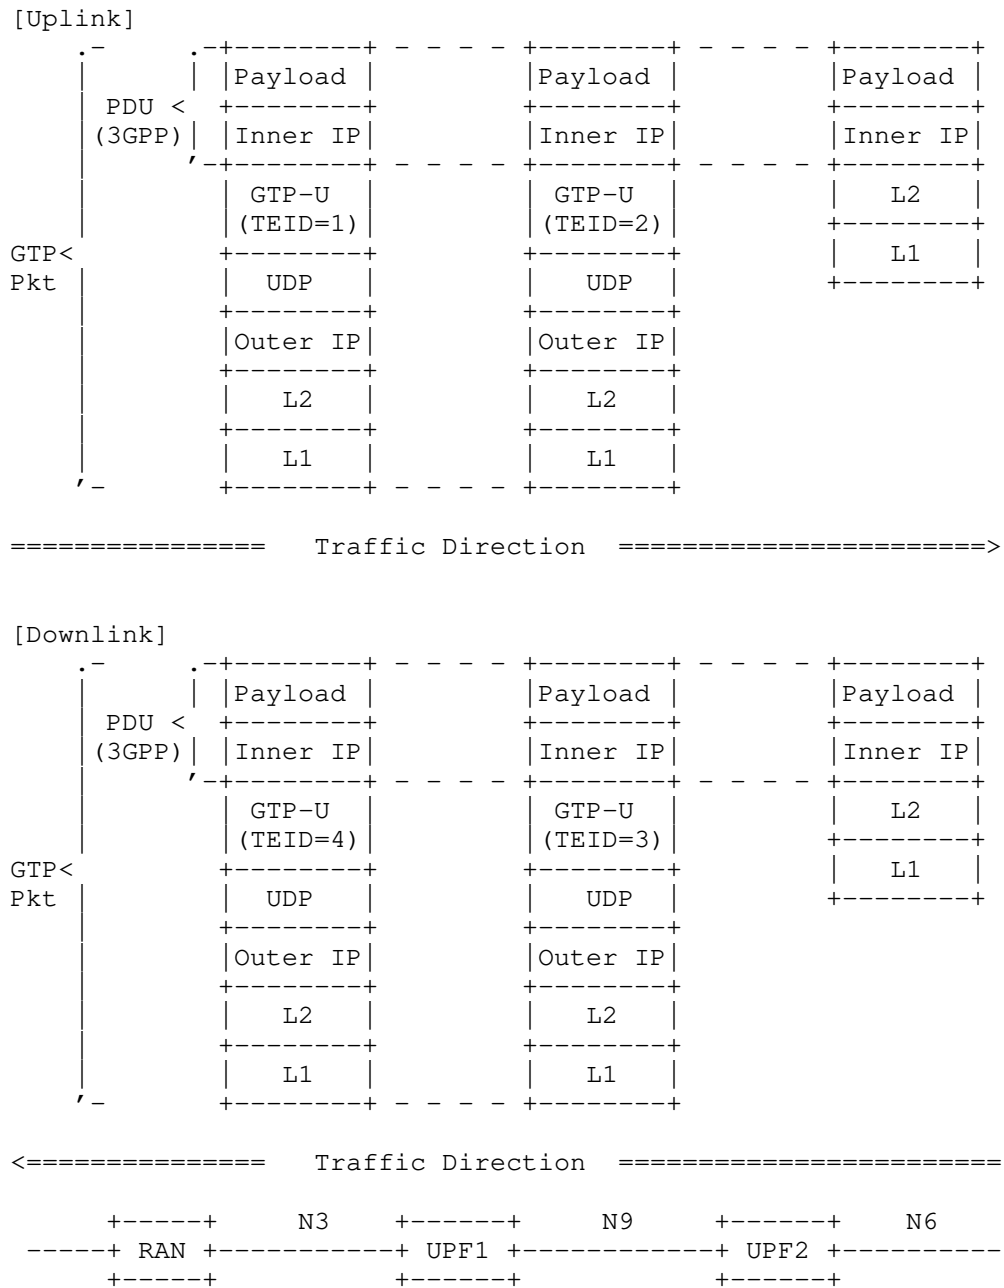 [Uplink]
.- .-+--------+ - - - - +--------+ - - - - +--------+
| | |Payload | |Payload | |Payload |
| PDU < +--------+ +--------+ +--------+
|(3GPP)| |Inner IP| |Inner IP| |Inner IP|
| '-+--------+ - - - - +--------+ - - - - +--------+
| | GTP-U | | GTP-U | | L2 |
| |(TEID=1)| |(TEID=2)| +--------+
GTP< +--------+ +--------+ | L1 |
Pkt | | UDP | | UDP | +--------+
| +--------+ +--------+
| |Outer IP| |Outer IP|
| +--------+ +--------+
| | L2 | | L2 |
| +--------+ +--------+
| | L1 | | L1 |
'- +--------+ - - - - +--------+
================ Traffic Direction =======================>
[Downlink]
.- .-+--------+ - - - - +--------+ - - - - +--------+
| | |Payload | |Payload | |Payload |
| PDU < +--------+ +--------+ +--------+
|(3GPP)| |Inner IP| |Inner IP| |Inner IP|
| '-+--------+ - - - - +--------+ - - - - +--------+
| | GTP-U | | GTP-U | | L2 |
| |(TEID=4)| |(TEID=3)| +--------+
GTP< +--------+ +--------+ | L1 |
Pkt | | UDP | | UDP | +--------+
| +--------+ +--------+
| |Outer IP| |Outer IP|
| +--------+ +--------+
| | L2 | | L2 |
| +--------+ +--------+
| | L1 | | L1 |
'- +--------+ - - - - +--------+
<=============== Traffic Direction ========================
+-----+ N3 +------+ N9 +------+ N6
-----+ RAN +-----------+ UPF1 +------------+ UPF2 +----------
+-----+ +------+ +------+